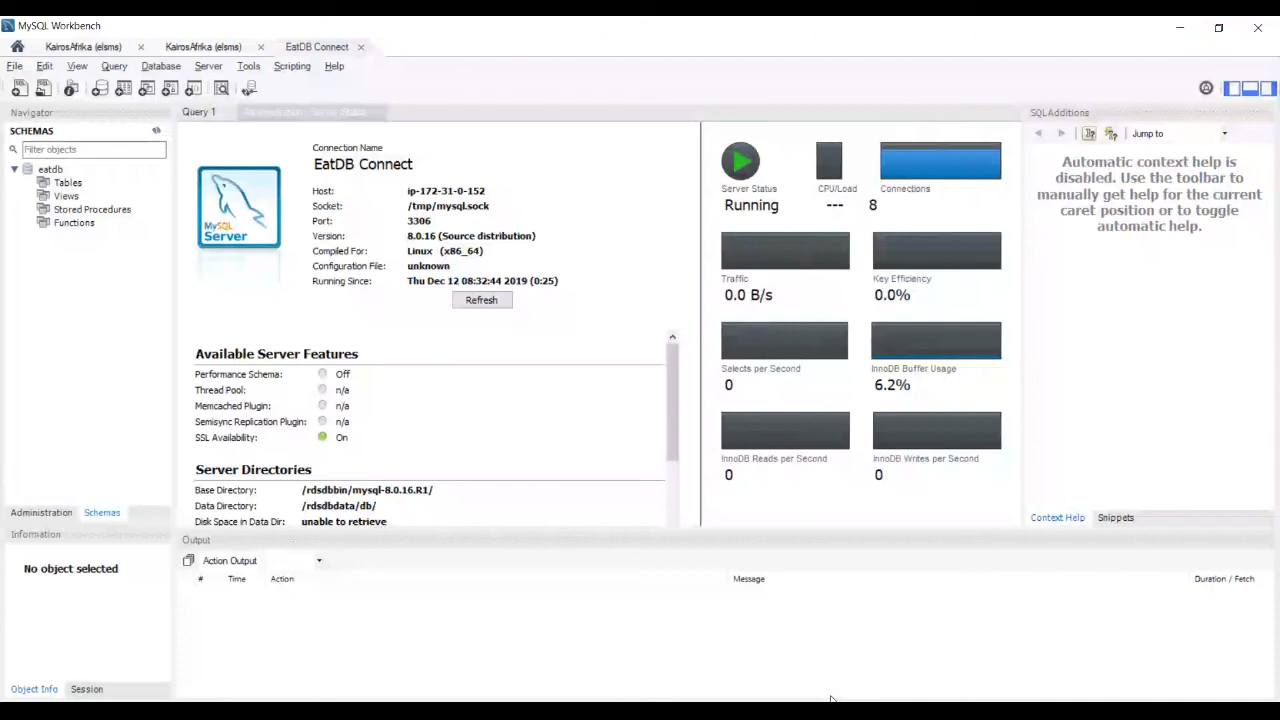 MySQL Workbench
KairosAfrika (elsms)
KairosAfrika (elsms)
EatDB Connect
File Edit View Query Database Server Tools Scripting Help
Navigator
SCHEMAS
Filter objects
eatdb
Tables
Views
Stored Procedures
Functions
Administration Schemas
Information
No object selected
Object Info Session
Query 1
Administration - Server Status
Connection Name
EatDB Connect
MySQL
Server
Host: ip-172-31-0-152
Socket: /tmp/mysql.sock
Port: 3306
Version: 8.0.16 (Source distribution)
Compiled For: Linux (x86_64)
Configuration File: unknown
Running Since: Thu Dec 12 08:32:44 2019 (0:25)
Refresh
Available Server Features
Performance Schema: Off
Thread Pool: n/a
Memcached Plugin: n/a
Semisync Replication Plugin: n/a
SSL Availability: On
Server Directories
Base Directory: /rdsdbbin/mysql-8.0.16.R1/
Data Directory: /rdsdbdata/db/
Disk Space in Data Dir: unable to retrieve
Server Status
Running
CPU/Load
---
Connections
8
Traffic
0.0 B/s
Key Efficiency
0.0%
Selects per Second
0
InnoDB Buffer Usage
6.2%
InnoDB Reads per Second
0
InnoDB Writes per Second
0
SQLAdditions
Jump to
Automatic context help is
disabled. Use the toolbar to
manually get help for the current
caret position or to toggle
automatic help.
Context Help Snippets
Output
Action Output
# Time Action Message Duration / Fetch